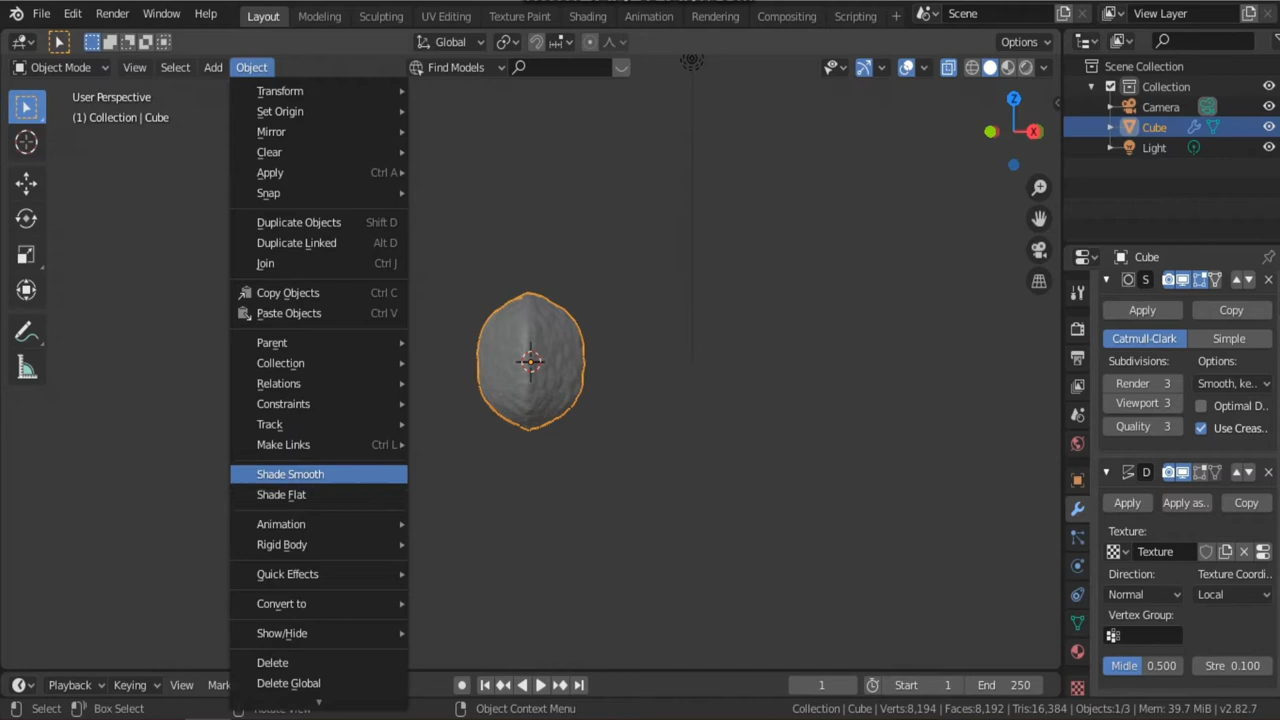 File Edit Render Window Help Layout Modeling Sculpting UV Editing Texture Paint Shading Animation Rendering Compositing Scripting + Scene View Layer
Global Options
Object Mode View Select Add Object Find Models
User Perspective
(1) Collection | Cube
Transform
Set Origin
Mirror
Clear
Apply Ctrl A
Snap
Duplicate Objects Shift D
Duplicate Linked Alt D
Join Ctrl J
Copy Objects Ctrl C
Paste Objects Ctrl V
Parent
Collection
Relations
Constraints
Track
Make Links Ctrl L
Shade Smooth
Shade Flat
Animation
Rigid Body
Quick Effects
Convert to
Show/Hide
Delete
Delete Global
Z
X
Scene Collection
Collection
Camera
Cube
Light
Cube
S
Apply Copy
Catmull-Clark Simple
Subdivisions: Options:
Render 3 Smooth, ke..
Viewport 3 Optimal D..
Quality 3 Use Creas..
D
Apply Apply as.. Copy
Texture:
Texture
Direction: Texture Coordi..
Normal Local
Vertex Group:
Midle 0.500 Stre 0.100
Playback Keying View Mark 1 Start 1 End 250
Select Box Select Rotate View Object Context Menu Collection | Cube | Verts:8,194 | Faces:8,192 | Tris:16,384 | Objects:1/3 | Mem: 39.7 MiB | v2.82.7